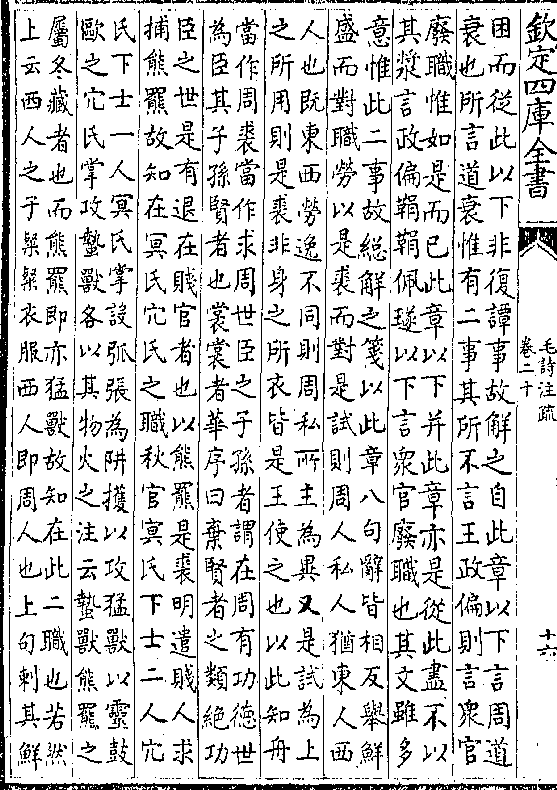 欽定四庫全書
毛詩注疏
卷二十
十六
困而從此以下非復譚事故解之自此章以下言周道
衰也所言道衰惟有二事其所不言王政偏則言衆官
廢職惟如是而已此章以下并此章亦是從此盡不以
其漿言政偏鞙鞙佩璲以下言衆官廢職也其文雖多
意惟此二事故總解之箋以此章八句辭皆相反舉鮮
盛而對職勞以是裘而對是試則周人私人猶東人西
人也既東西勞逸不同則周私所主為異又是試為上
之所用則是裘非身之所衣皆是王使之也以此知舟
當作周裘當作求周世臣之子孫者謂在周有功德世
為臣其子孫賢者也裳裳者華序曰棄賢者之類絶功
臣之世是有退在賤官者也以熊羆是裘明遣賤人求
捕熊羆故知在冥氏穴氏之職秋官冥氏下士二人穴
氏下士一人冥氏掌設弧張為阱擭以攻猛獸以靈鼓
歐之穴氏掌攻蟄獸各以其物火之注云蟄獸熊羆之
屬冬藏者也而熊羆即亦猛獸故知在此二職也若然
上云西人之子粲粲衣服西人即周人也上句刺其鮮